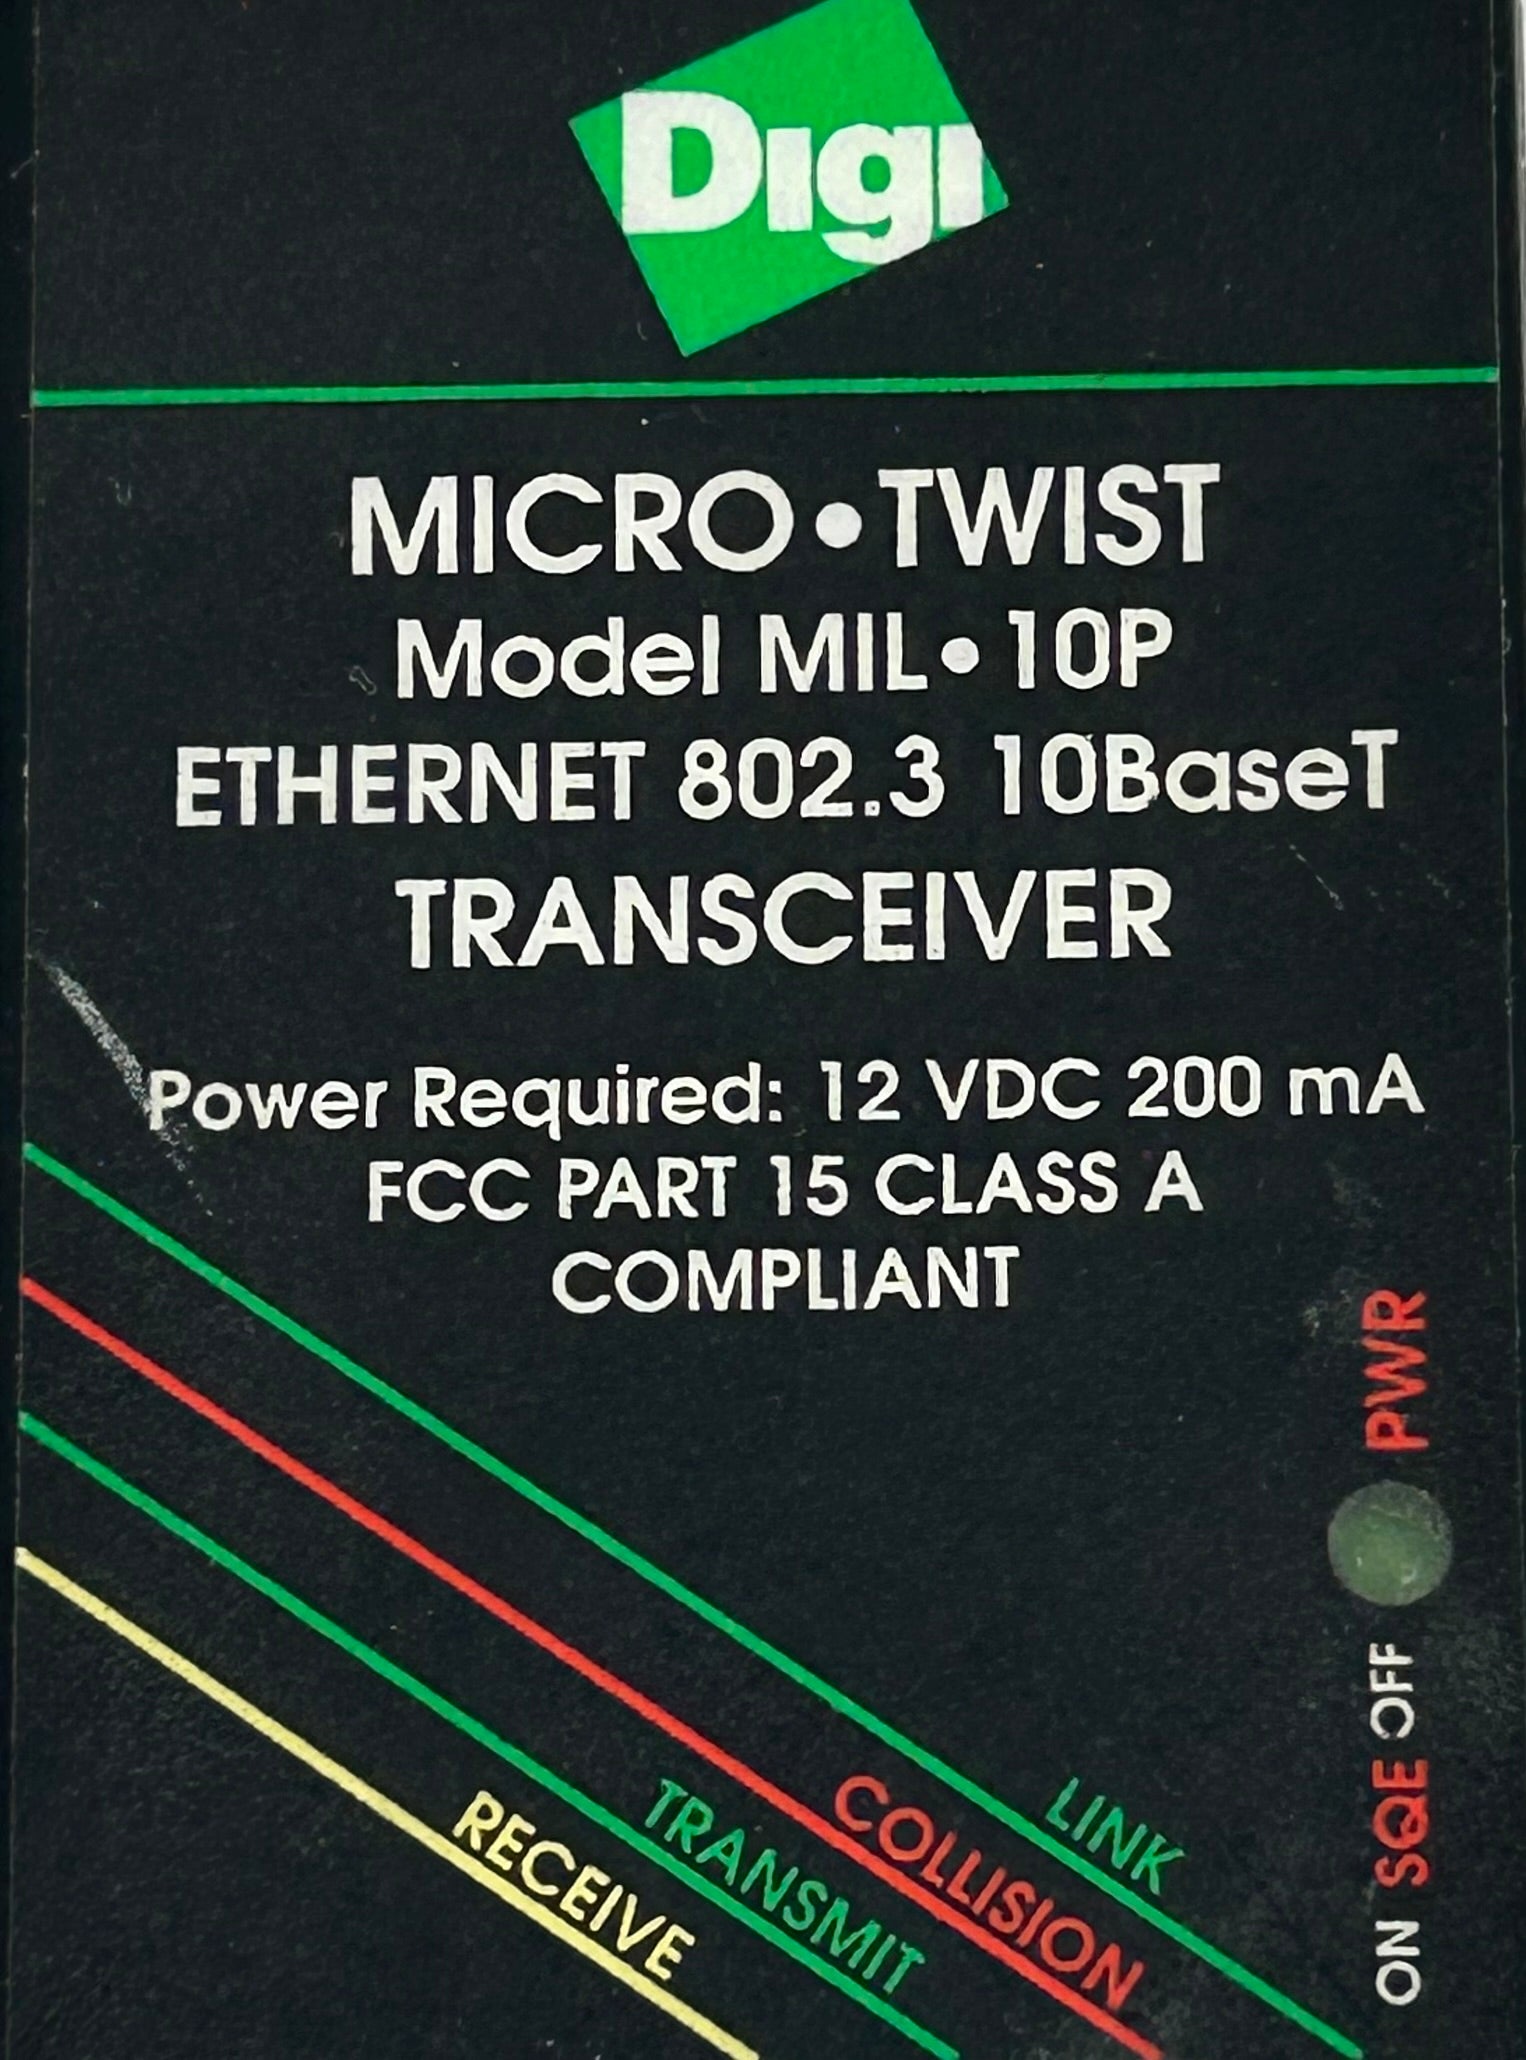 Digi
MICRO•TWIST
Model MIL•10P
ETHERNET 802.3 10BaseT
TRANSCEIVER
Power Required: 12 VDC 200 mA
FCC PART 15 CLASS A
COMPLIANT
PWR
ON SQE OFF
LINK
COLLISION
TRANSMIT
RECEIVE